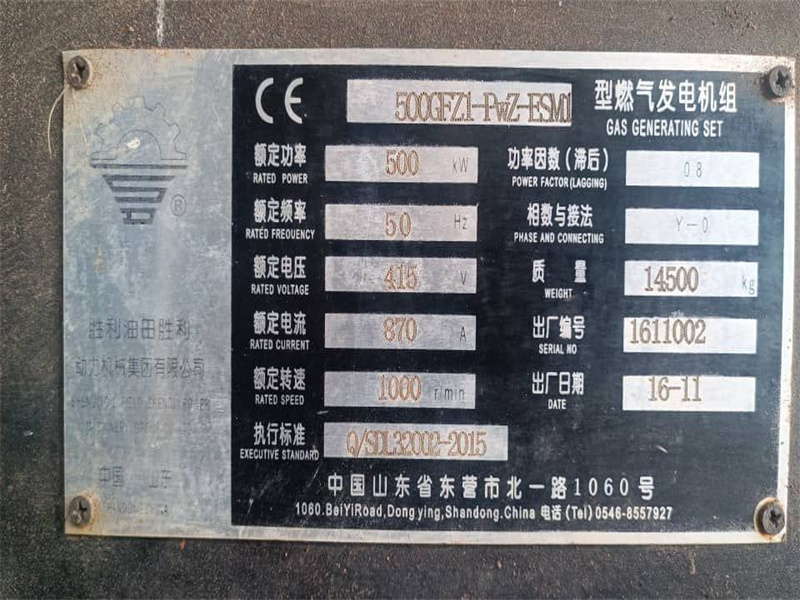 CE 500GFZ1-PwZ-ESM1 型燃气发电机组
GAS GENERATING SET
额定功率 500 kW 功率因数(滞后) 0.8
RATED POWER POWER FACTOR(LAGGING)
额定频率 50 Hz 相数与接法 Y-0
RATED FREOUENCY PHASE AND CONNECTING
额定电压 415 V 质量 14500 kg
RATED VOLTAGE WEIGHT
额定电流 870 A 出厂编号 1611002
RATED CURRENT SERIAL NO
额定转速 1000 r/min 出厂日期 16-11
RATED SPEED DATE
执行标准 Q/SDL32002-2015
EXECUTIVE STANDARD
中国山东省东营市北一路1060号
1060.BeiYiRoad,Dongying,Shandong.China 电话(Tel)0546-8557927
®
胜利油田胜利
动力机械集团有限公司
中国 山东